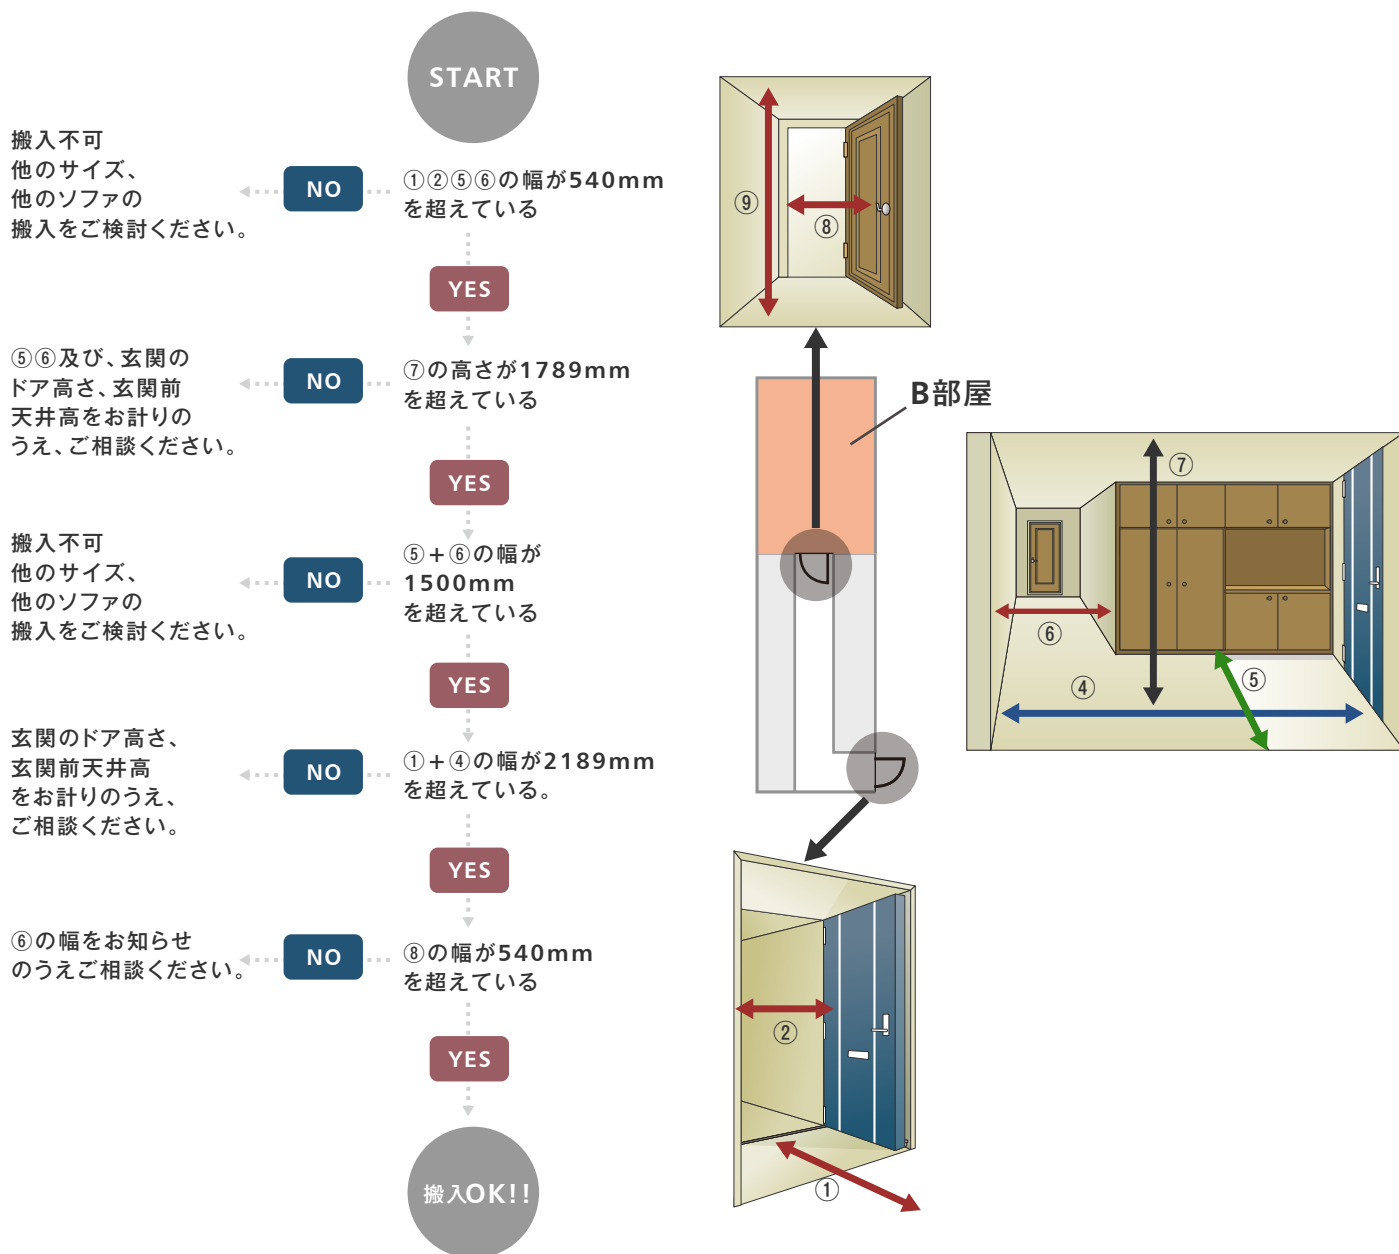 START
①②⑤⑥の幅が540mm
を超えている
NO
搬入不可
他のサイズ、
他のソファの
搬入をご検討ください。
YES
⑦の高さが1789mm
を超えている
NO
⑤⑥及び、玄関の
ドア高さ、玄関前
天井高をお計りの
うえ、ご相談ください。
YES
⑤+⑥の幅が
1500mm
を超えている
NO
搬入不可
他のサイズ、
他のソファの
搬入をご検討ください。
YES
①+④の幅が2189mm
を超えている。
NO
玄関のドア高さ、
玄関前天井高
をお計りのうえ、
ご相談ください。
YES
⑧の幅が540mm
を超えている
NO
⑥の幅をお知らせ
のうえご相談ください。
YES
搬入OK!!
⑨
⑧
B部屋
⑦
⑥
④
⑤
②
①